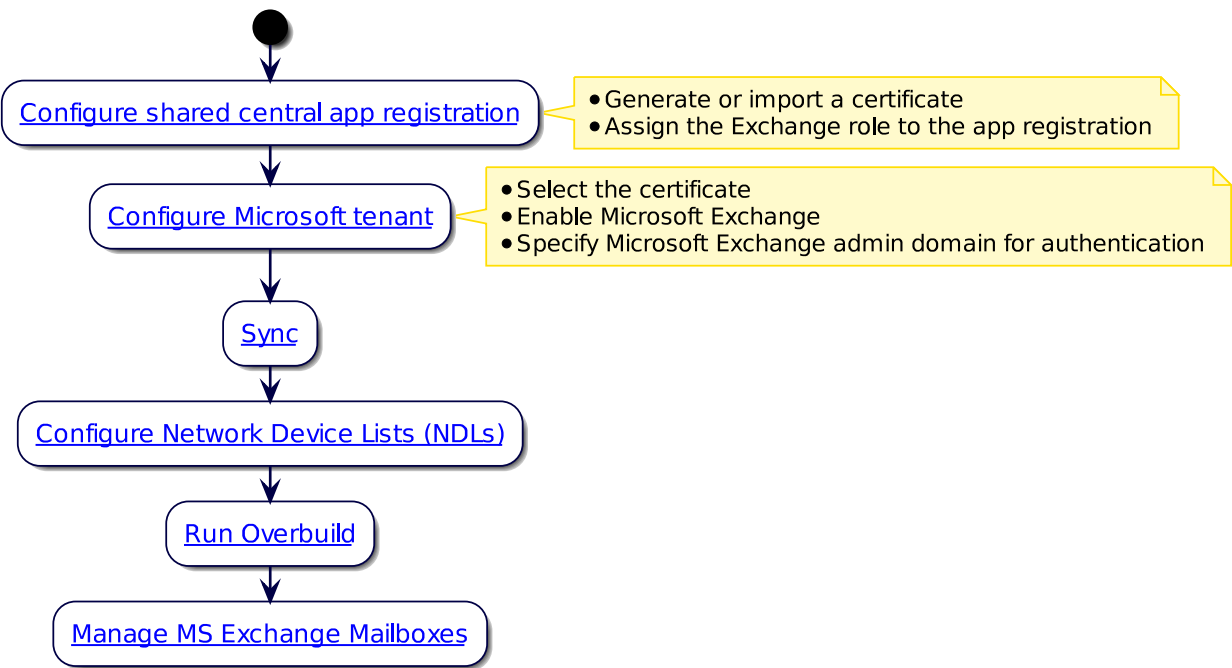 Configure shared central app registration
• Generate or import a certificate
• Assign the Exchange role to the app registration
Configure Microsoft tenant
• Select the certificate
• Enable Microsoft Exchange
• Specify Microsoft Exchange admin domain for authentication
Sync
Configure Network Device Lists (NDLs)
Run Overbuild
Manage MS Exchange Mailboxes